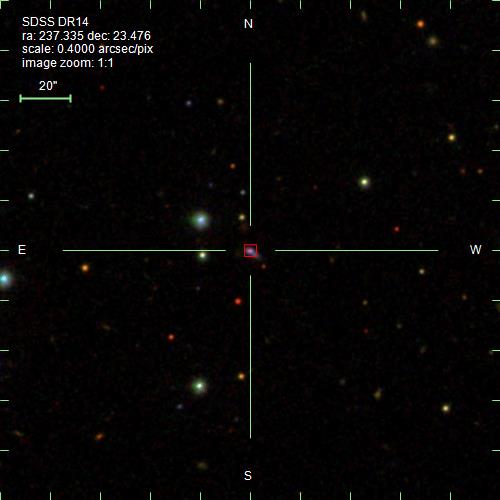 SDSS DR14
ra: 237.335 dec: 23.476
scale: 0.4000 arcsec/pix
image zoom: 1:1
20"
N
E
W
S